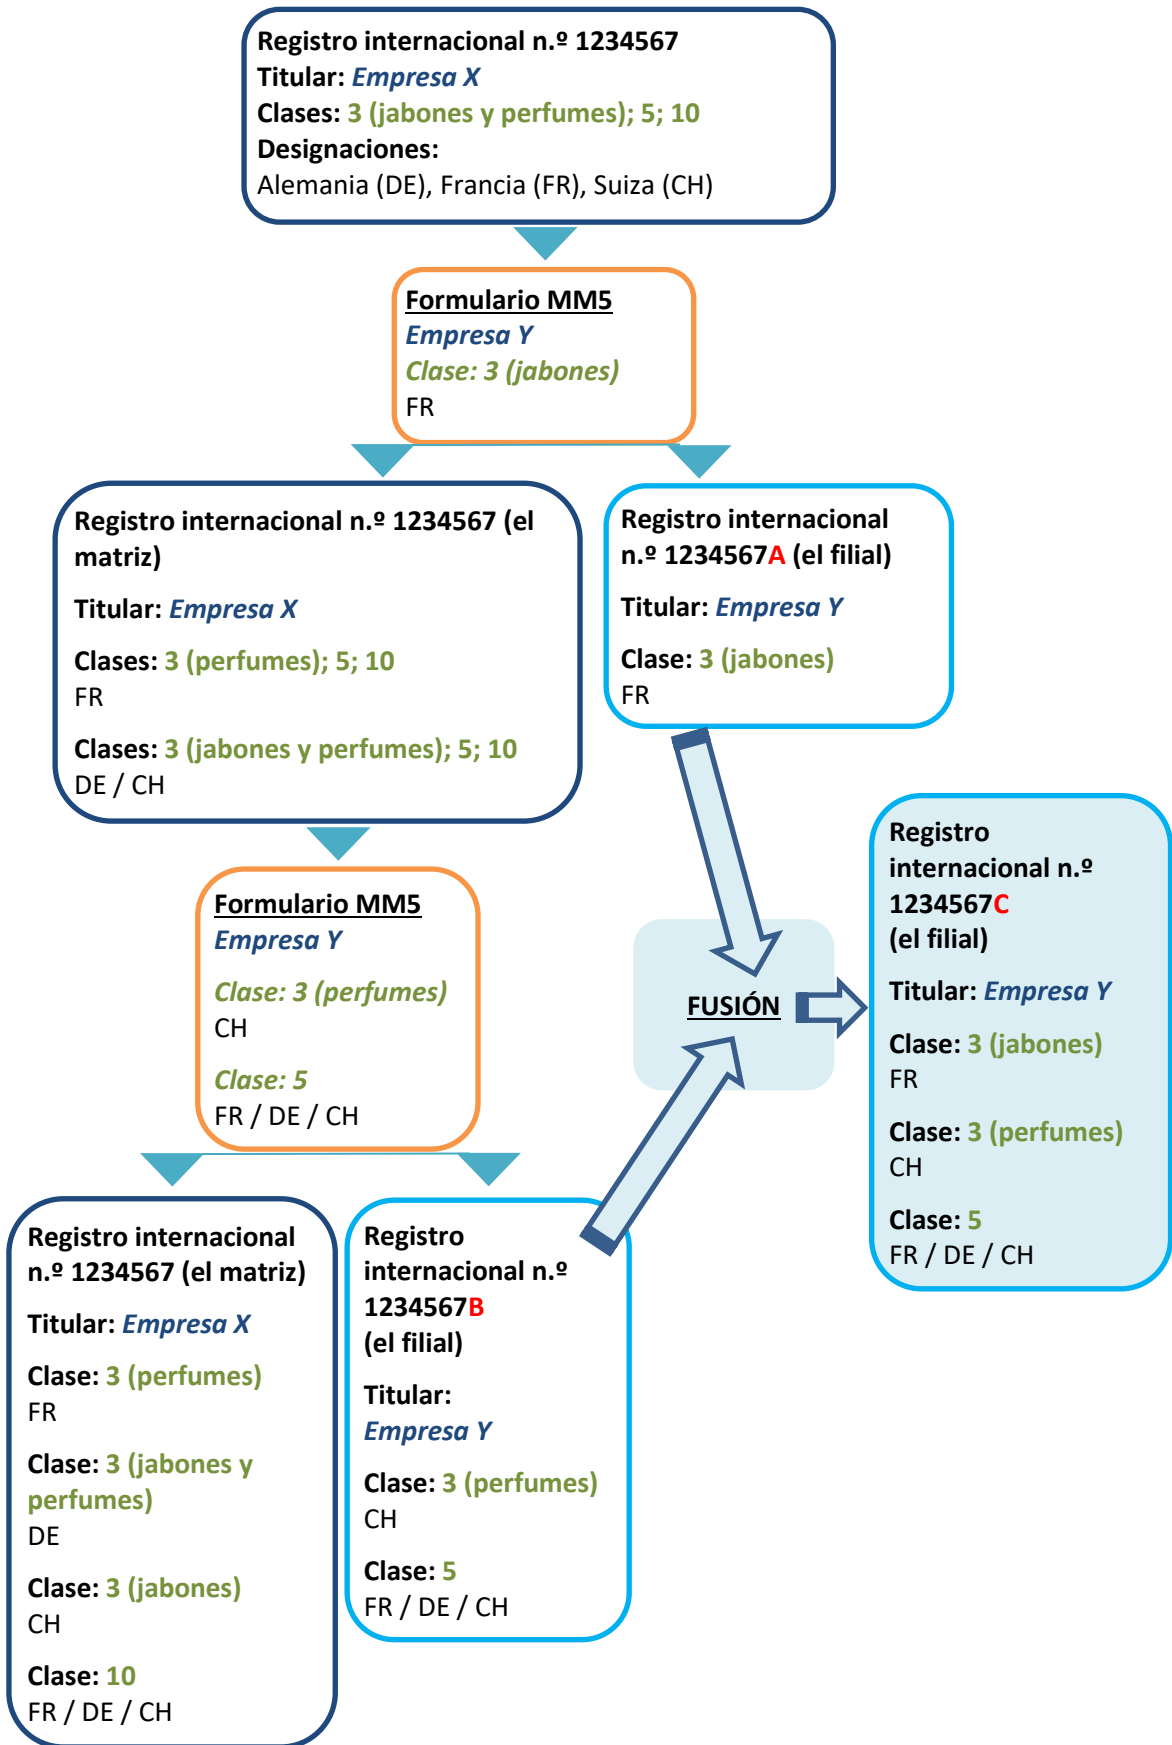 Registro internacional n.º 1234567
Titular: Empresa X
Clases: 3 (jabones y perfumes); 5; 10
Designaciones:
Alemania (DE), Francia (FR), Suiza (CH)
Formulario MM5
Empresa Y
Clase: 3 (jabones)
FR
Registro internacional n.º 1234567 (el
matriz)
Titular: Empresa X
Clases: 3 (perfumes); 5; 10
FR
Clases: 3 (jabones y perfumes); 5; 10
DE / CH
Registro internacional
n.º 1234567A (el filial)
Titular: Empresa Y
Clase: 3 (jabones)
FR
Formulario MM5
Empresa Y
Clase: 3 (perfumes)
CH
Clase: 5
FR / DE / CH
FUSIÓN
Registro
internacional n.º
1234567C
(el filial)
Titular: Empresa Y
Clase: 3 (jabones)
FR
Clase: 3 (perfumes)
CH
Clase: 5
FR / DE / CH
Registro internacional
n.º 1234567 (el matriz)
Titular: Empresa X
Clase: 3 (perfumes)
FR
Clase: 3 (jabones y
perfumes)
DE
Clase: 3 (jabones)
CH
Clase: 10
FR / DE / CH
Registro
internacional n.º
1234567B
(el filial)
Titular:
Empresa Y
Clase: 3 (perfumes)
CH
Clase: 5
FR / DE / CH